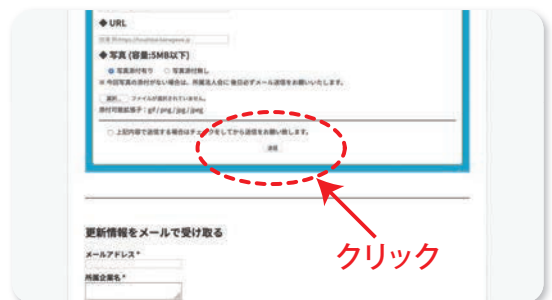 ◆ URL
◆ 写真 (容量:5MB以下)
写真添付有り 写真添付無し
※ 今回写真の添付がない場合は、所属法人会に後日必ずメール送信をお願いいたします。
選択... ファイルが選択されていません。
添付可能拡張子 : gif / png / jpg / jpeg
上記内容で送信する場合はチェックをしてから送信をお願い致します。
送信
クリック
更新情報をメールで受け取る
メールアドレス *
所属企業名 *